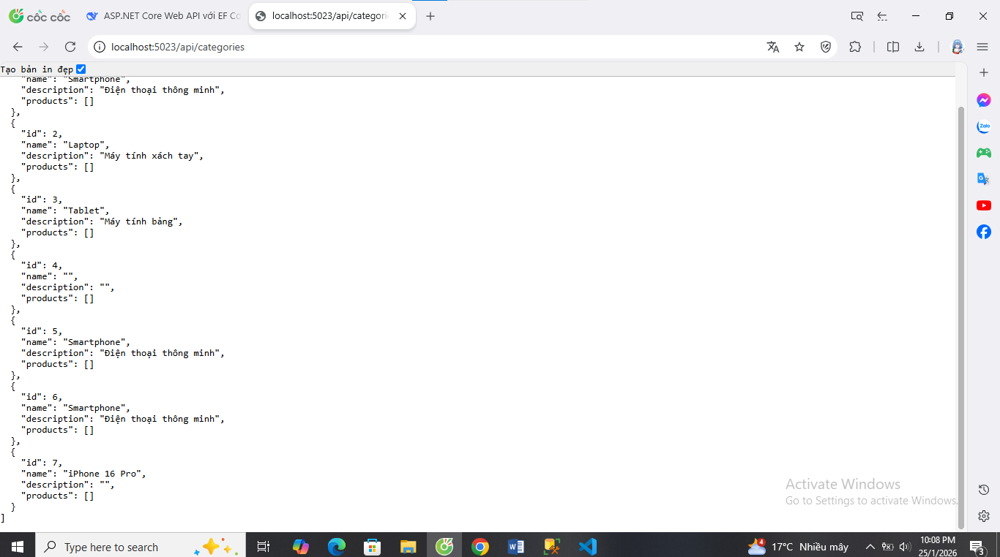 cốc cốc
ASP.NET Core Web API với EF Co
localhost:5023/api/categorie
localhost:5023/api/categories
Tạo bản in đẹp
"name": "Smartphone",
"description": "Điện thoại thông minh",
"products": []
},
{
"id": 2,
"name": "Laptop",
"description": "Máy tính xách tay",
"products": []
},
{
"id": 3,
"name": "Tablet",
"description": "Máy tính bảng",
"products": []
},
{
"id": 4,
"name": "",
"description": "",
"products": []
},
{
"id": 5,
"name": "Smartphone",
"description": "Điện thoại thông minh",
"products": []
},
{
"id": 6,
"name": "Smartphone",
"description": "Điện thoại thông minh",
"products": []
},
{
"id": 7,
"name": "iPhone 16 Pro",
"description": "",
"products": []
}
]
Zalo
Activate Windows
Go to Settings to activate Windows.
Type here to search
4
17°C Nhiều mây
10:08 PM
25/1/2026
3